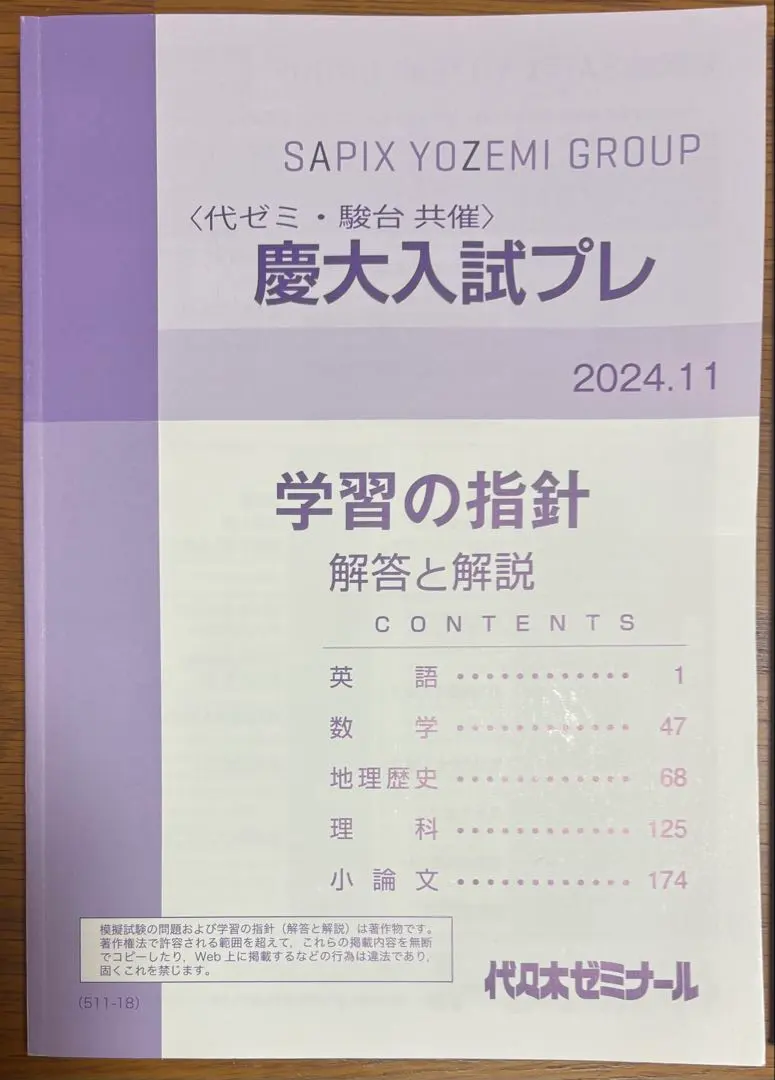 SAPIX YOZEMI GROUP
〈代ゼミ・駿台 共催〉
慶大入試プレ
2024.11
学習の指針
解答と解説
CONTENTS
英語 ············ 1
数学 ············ 47
地理歴史 ············ 68
理科 ············ 125
小論文 ············ 174
模擬試験の問題および学習の指針（解答と解説）は著作物です。
著作権法で許容される範囲を超えて，これらの掲載内容を無断
でコピーしたり，Web 上に掲載するなどの行為は違法であり，
固くこれを禁じます。
代々木ゼミナール
(511-18)